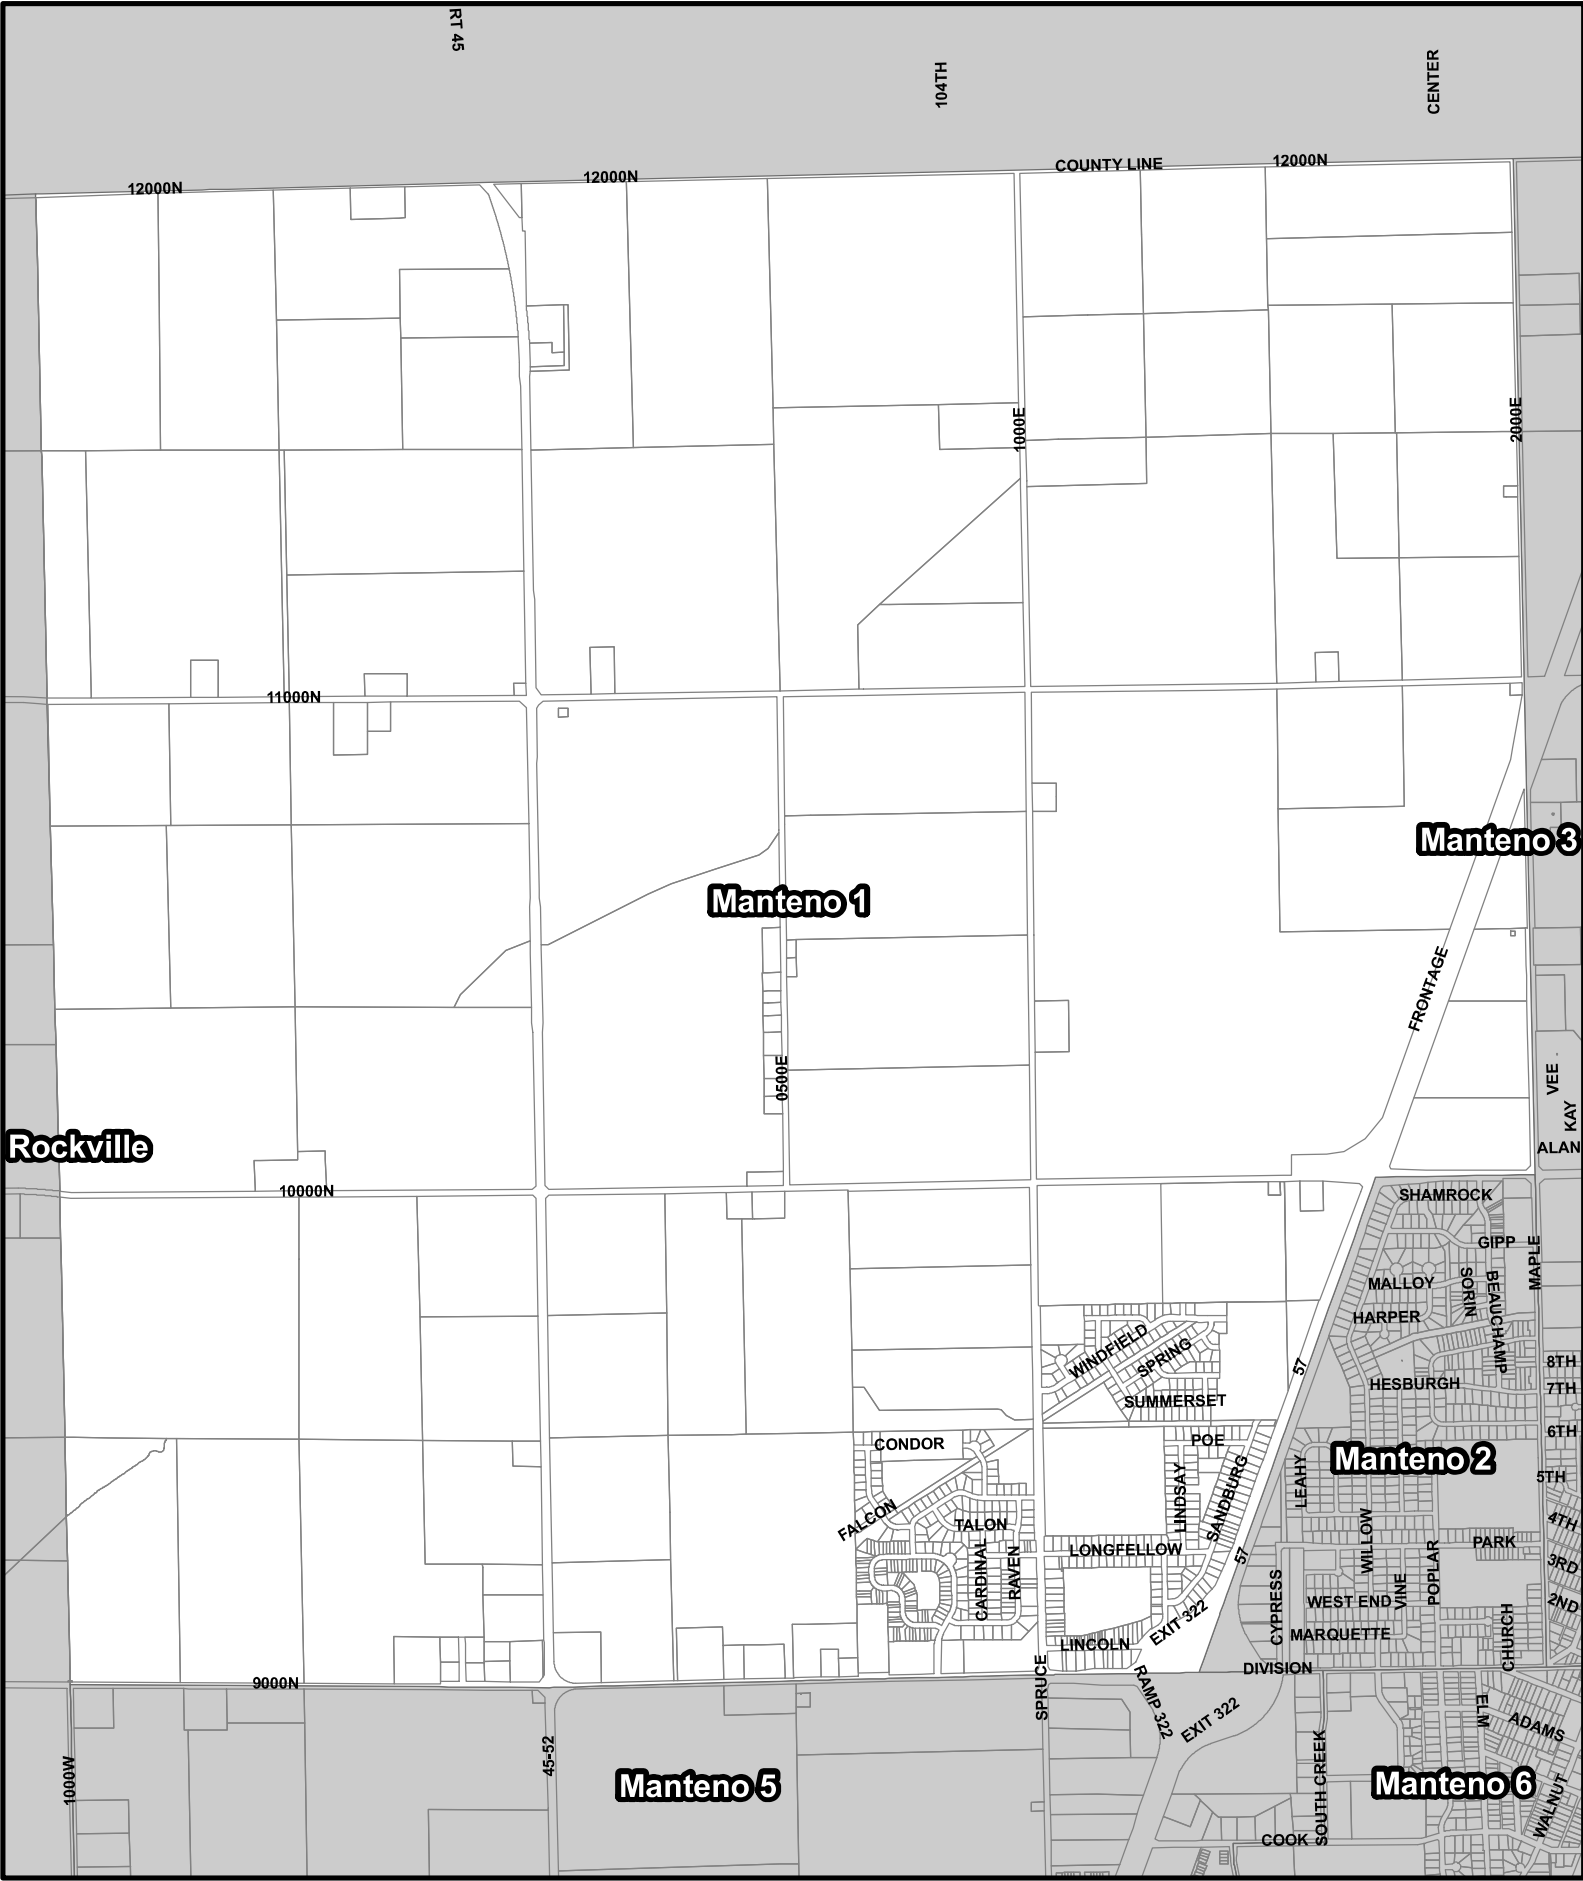 RT 45
104TH
CENTER
12000N
12000N
COUNTY LINE
12000N
1000E
2000E
11000N
Manteno 3
Manteno 1
FRONTAGE
0500E
VEE
KAY
ALAN
Rockville
10000N
SHAMROCK
GIPP
MAPLE
MALLOY
SORIN
BEAUCHAMP
HARPER
WINDFIELD
SPRING
57
8TH
HESBURGH
7TH
SUMMERSET
6TH
CONDOR
POE
Manteno 2
LEAHY
5TH
LINDSAY
SANDBURG
FALCON
TALON
4TH
WILLOW
PARK
LONGFELLOW
57
3RD
CARDINAL
RAVEN
POPLAR
VINE
CYPRESS
WEST END
2ND
EXIT 322
MARQUETTE
CHURCH
LINCOLN
DIVISION
9000N
SPRUCE
RAMP 322
EXIT 322
ELM
ADAMS
1000W
45-52
Manteno 5
SOUTH CREEK
Manteno 6
WALNUT
COOK